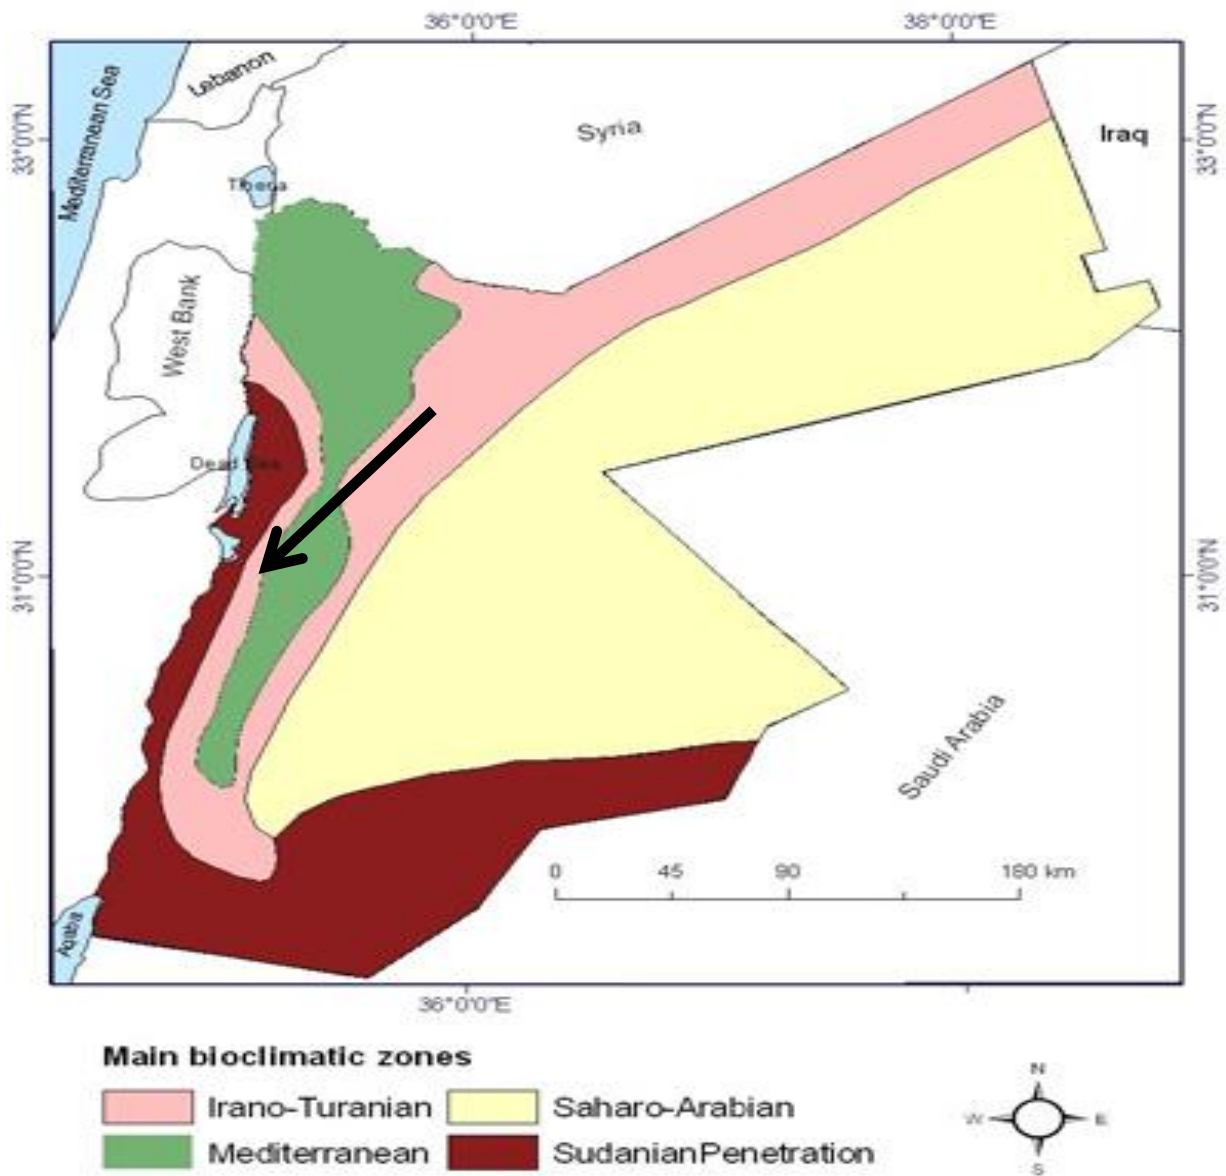 36°0'0"E 38°0'0"E
Mediterranean Sea
Lebanon
Syria
Iraq
33°0'0"N
33°0'0"N
West Bank
Dead
31°0'0"N
31°0'0"N
Saudi Arabia
0 45 90 180 km
Aqaba
36°0'0"E
Main bioclimatic zones
Irano-Turanian Saharo-Arabian
Mediterranean SudanianPenetration
N
W E
S